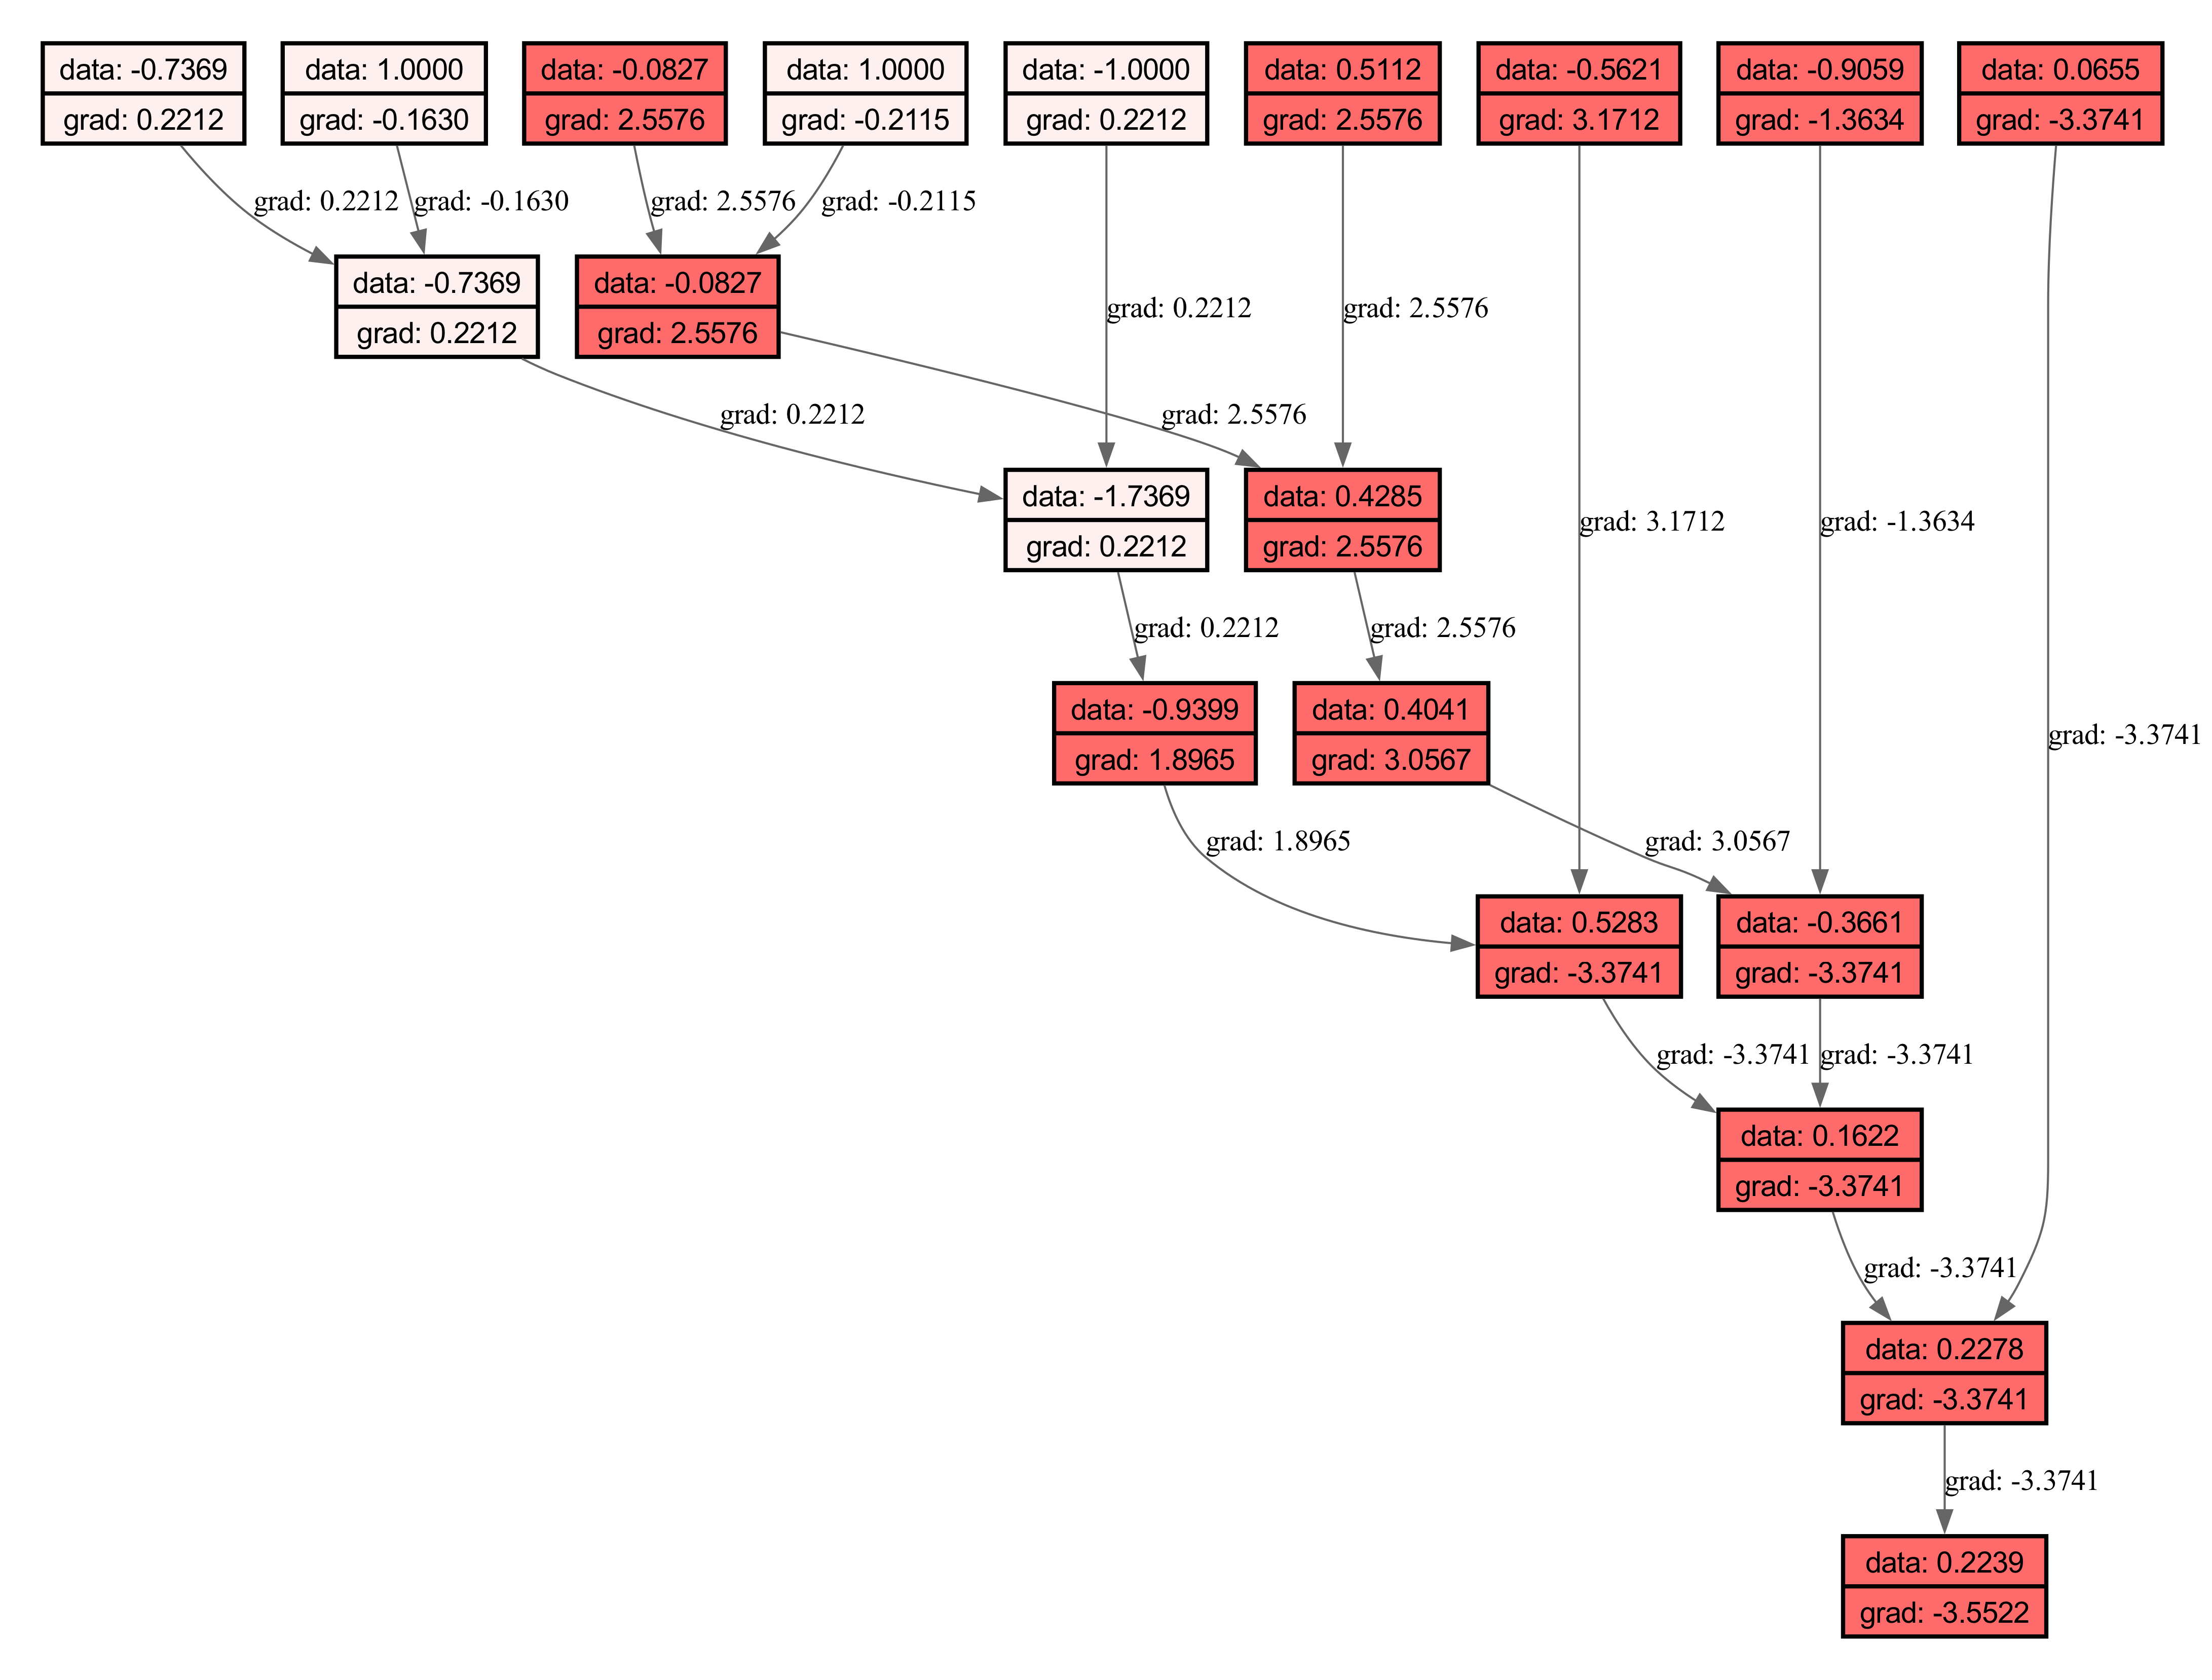 data: -0.7369
grad: 0.2212
data: 1.0000
grad: -0.1630
data: -0.0827
grad: 2.5576
data: 1.0000
grad: -0.2115
data: -1.0000
grad: 0.2212
data: 0.5112
grad: 2.5576
data: -0.5621
grad: 3.1712
data: -0.9059
grad: -1.3634
data: 0.0655
grad: -3.3741
grad: 0.2212
grad: -0.1630
grad: 2.5576
grad: -0.2115
data: -0.7369
grad: 0.2212
data: -0.0827
grad: 2.5576
grad: 0.2212
grad: 2.5576
grad: 0.2212
grad: 2.5576
data: -1.7369
grad: 0.2212
data: 0.4285
grad: 2.5576
grad: 3.1712
grad: -1.3634
grad: 0.2212
grad: 2.5576
data: -0.9399
grad: 1.8965
data: 0.4041
grad: 3.0567
grad: -3.3741
grad: 1.8965
grad: 3.0567
data: 0.5283
grad: -3.3741
data: -0.3661
grad: -3.3741
grad: -3.3741
grad: -3.3741
data: 0.1622
grad: -3.3741
grad: -3.3741
data: 0.2278
grad: -3.3741
grad: -3.3741
data: 0.2239
grad: -3.5522